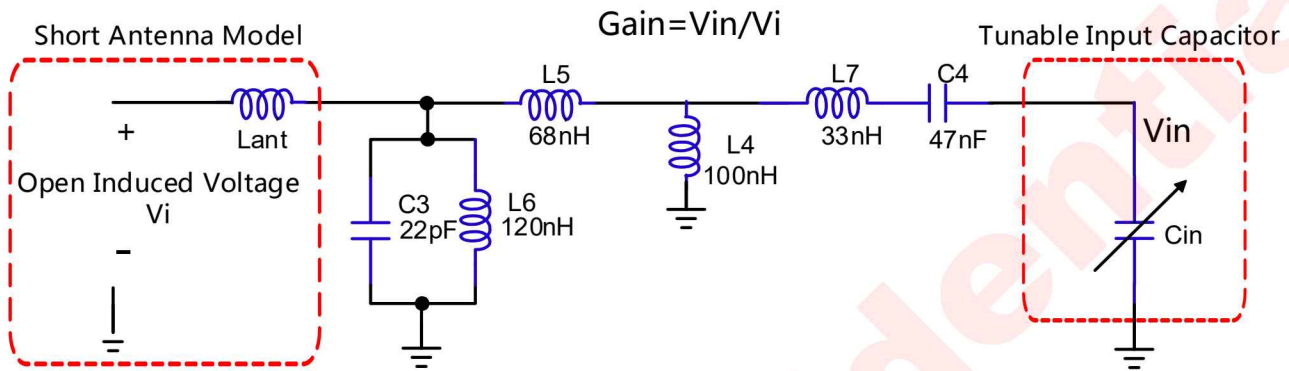 Gain=Vin/Vi
Short Antenna Model
Tunable Input Capacitor
L5
68nH
L7
33nH
C4
47nF
Lant
+
Open Induced Voltage
Vi
-
L4
100nH
Vin
C3
22pF
L6
120nH
Cin
dentia